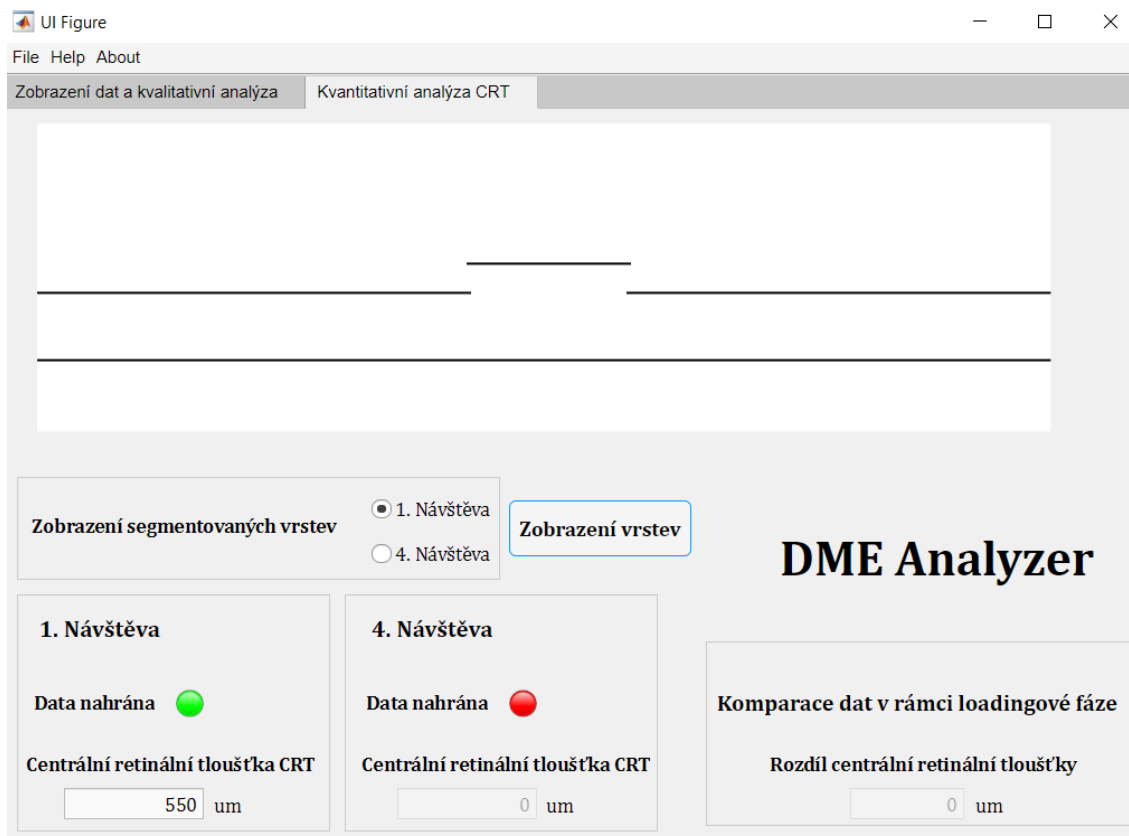 UI Figure
File Help About
Zobrazení dat a kvalitativní analýza
Kvantitativní analýza CRT
Zobrazení segmentovaných vrstev
1. Návštěva
4. Návštěva
Zobrazení vrstev
DME Analyzer
1. Návštěva
Data nahrána
Centrální retinální tloušťka CRT
550 um
4. Návštěva
Data nahrána
Centrální retinální tloušťka CRT
0 um
Komparace dat v rámci loadingové fáze
Rozdíl centrální retinální tloušťky
0 um